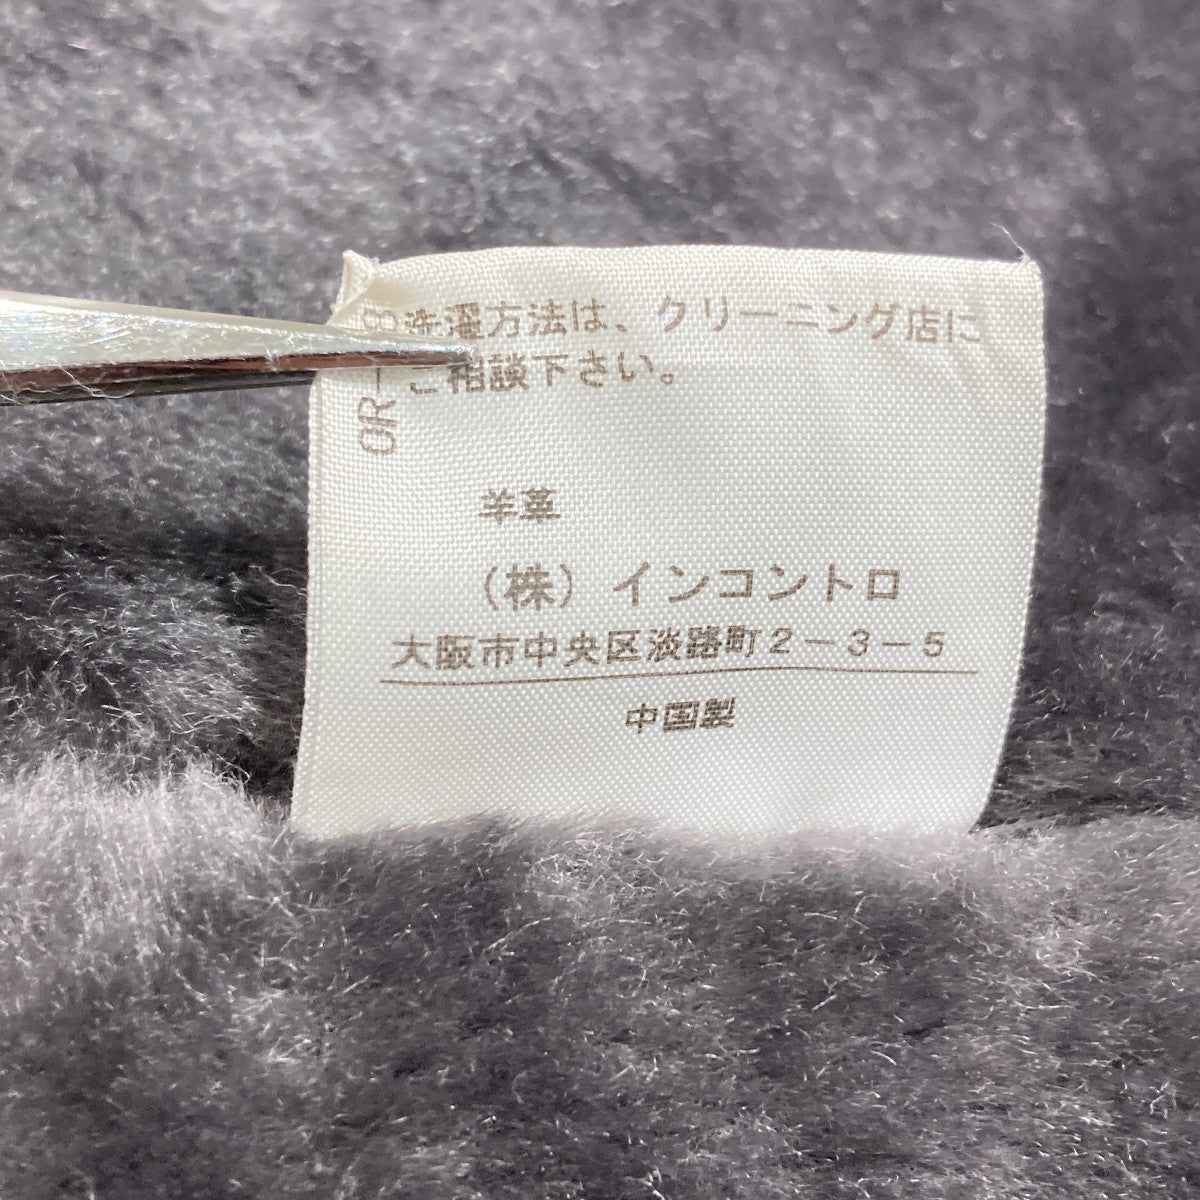 洗濯方法は、クリーニング店に
ご相談下さい。
羊革
(株) インコントロ
大阪市中央区淡路町2-3-5
中国製